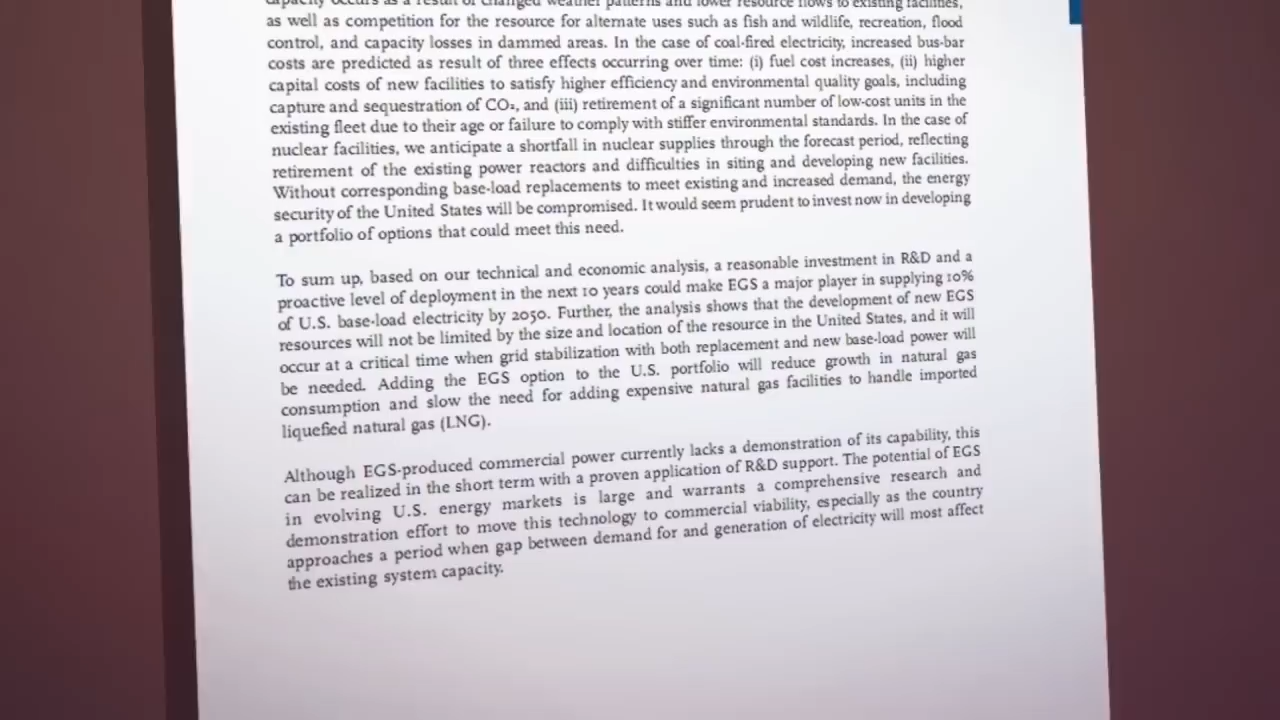 capacity occurs as a result of changed weather patterns and lower resource flows to existing facilities,
as well as competition for the resource for alternate uses such as fish and wildlife, recreation, flood
control, and capacity losses in dammed areas. In the case of coal-fired electricity, increased bus-bar
costs are predicted as result of three effects occurring over time: (i) fuel cost increases, (ii) higher
capital costs of new facilities to satisfy higher efficiency and environmental quality goals, including
capture and sequestration of CO₂, and (iii) retirement of a significant number of low-cost units in the
existing fleet due to their age or failure to comply with stiffer environmental standards. In the case of
nuclear facilities, we anticipate a shortfall in nuclear supplies through the forecast period, reflecting
retirement of the existing power reactors and difficulties in siting and developing new facilities.
Without corresponding base-load replacements to meet existing and increased demand, the energy
security of the United States will be compromised. It would seem prudent to invest now in developing
a portfolio of options that could meet this need.
To sum up, based on our technical and economic analysis, a reasonable investment in R&D and a
proactive level of deployment in the next 10 years could make EGS a major player in supplying 10%
of U.S. base-load electricity by 2050. Further, the analysis shows that the development of new EGS
resources will not be limited by the size and location of the resource in the United States, and it will
occur at a critical time when grid stabilization with both replacement and new base-load power will
be needed. Adding the EGS option to the U.S. portfolio will reduce growth in natural gas
consumption and slow the need for adding expensive natural gas facilities to handle imported
liquefied natural gas (LNG).
Although EGS-produced commercial power currently lacks a demonstration of its capability, this
can be realized in the short term with a proven application of R&D support. The potential of EGS
in evolving U.S. energy markets is large and warrants a comprehensive research and
demonstration effort to move this technology to commercial viability, especially as the country
approaches a period when gap between demand for and generation of electricity will most affect
the existing system capacity.